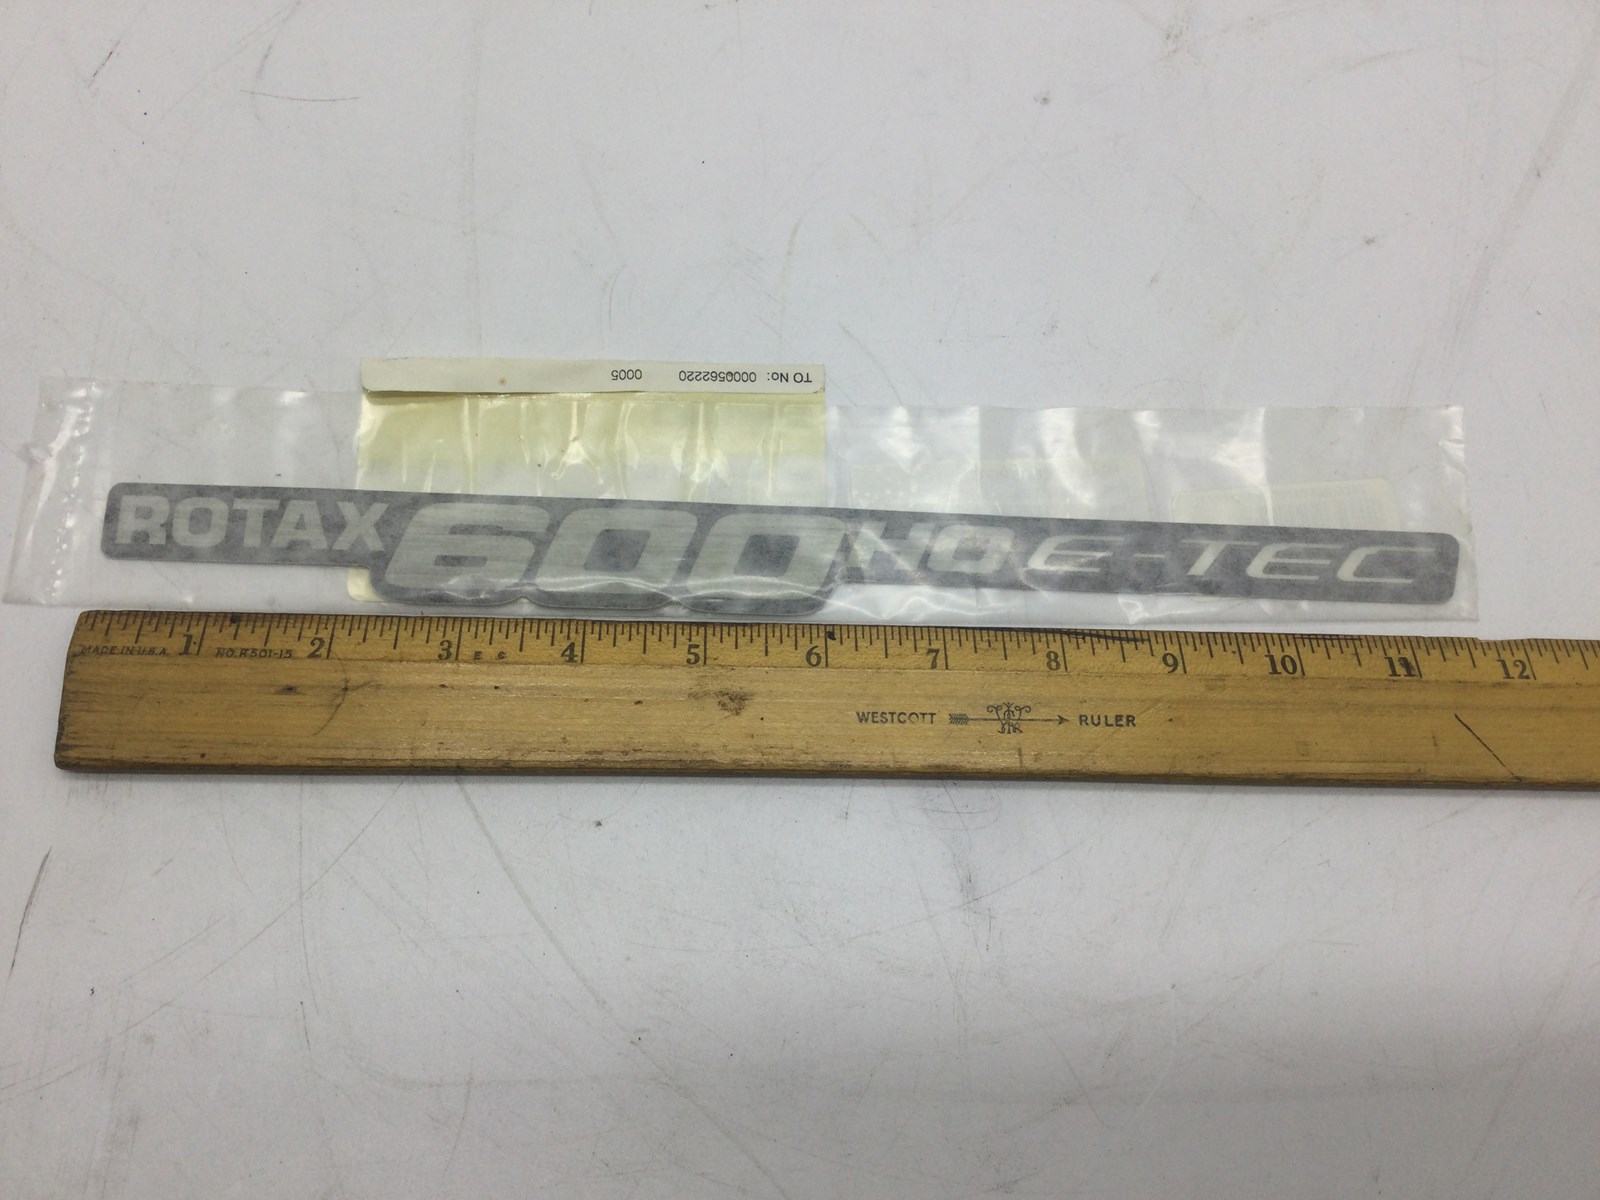 TO No: 0000562220 0005
ROTAX 600 HO E-TEC
1 2 3 4 5 6 7 8 9 10 11 12
MADE IN U.S.A. NO. R501-15 E C
WESTCOTT RULER